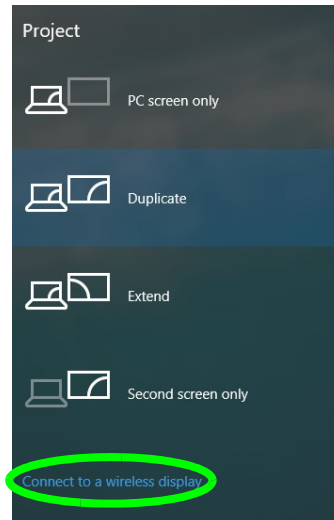 Project
PC screen only
Duplicate
Extend
Second screen only
Connect to a wireless display